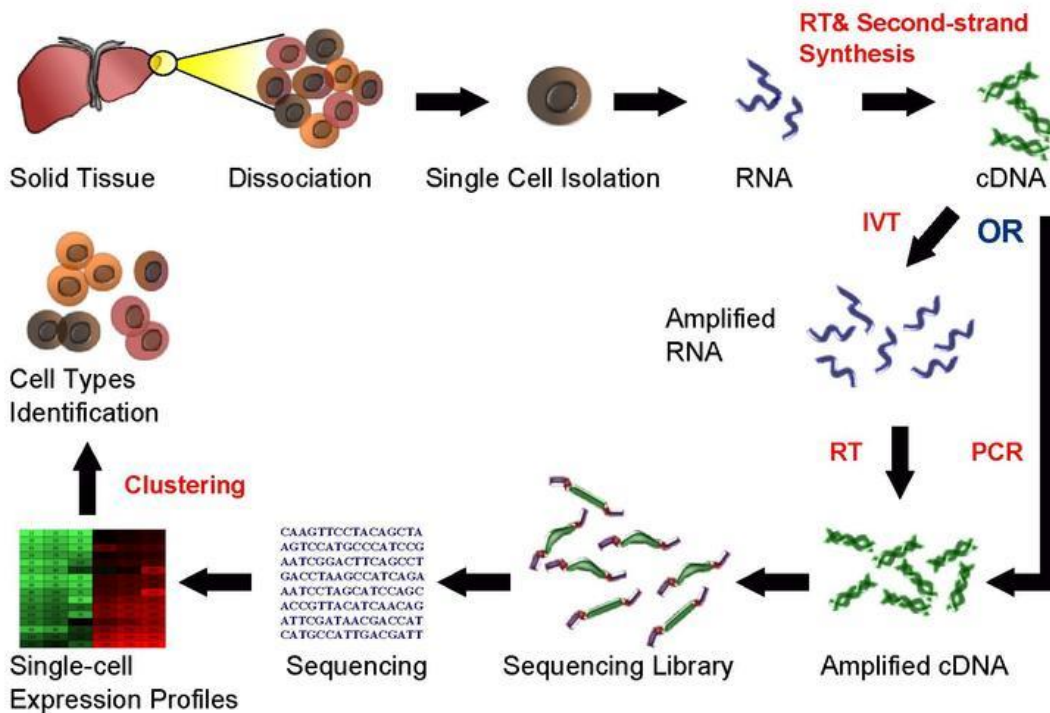 RT& Second-strand
Synthesis
Solid Tissue
Dissociation
Single Cell Isolation
RNA
cDNA
IVT
OR
Amplified
RNA
RT
PCR
Amplified cDNA
Sequencing Library
CAAGTTCCTACAGCTA
AGTCCATGCCCATCCG
AATCGGACTTCAGCCT
GACCTAAGCCATCAGA
AATCCTAGCATCCAGC
ACCGTTACATCAACAG
ATTCGATAACGACCAT
CATGCCATTGACGATT
Sequencing
Single-cell
Expression Profiles
Clustering
Cell Types
Identification